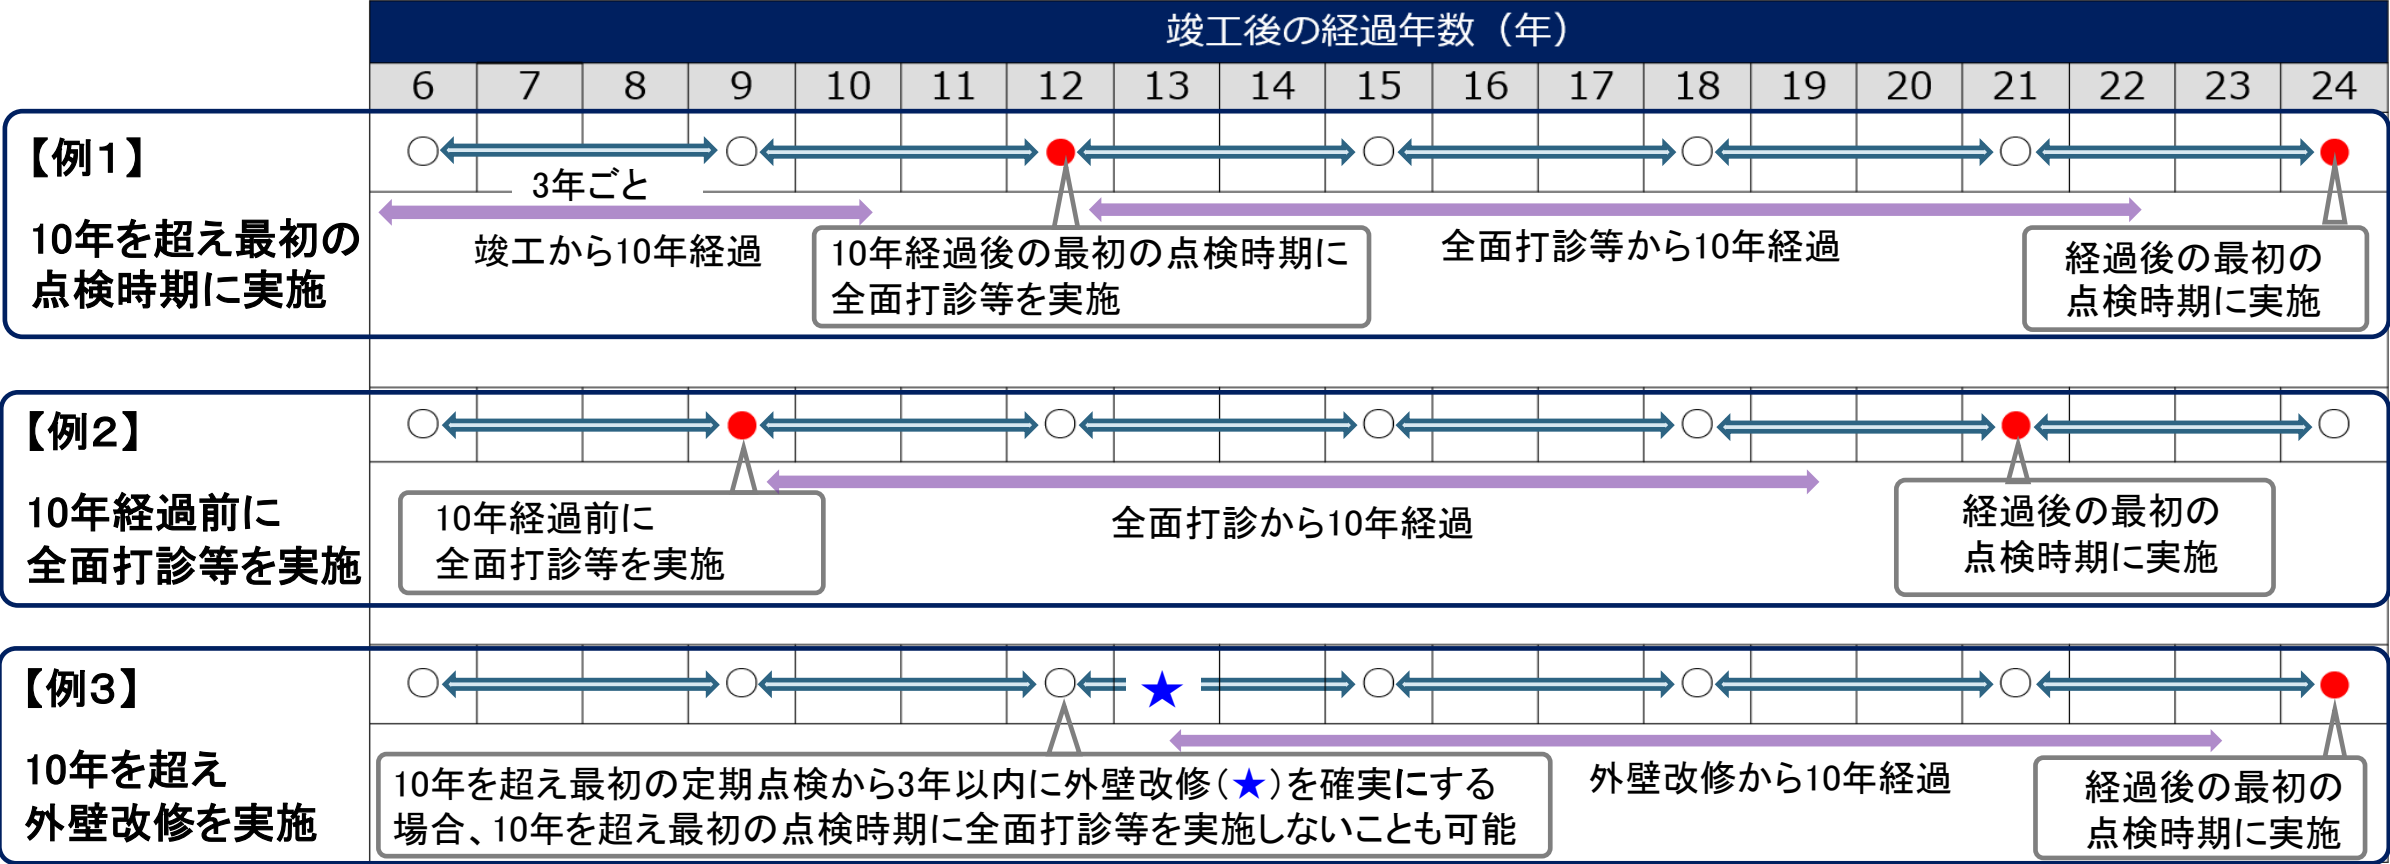 竣工後の経過年数（年）
6 7 8 9 10 11 12 13 14 15 16 17 18 19 20 21 22 23 24
【例１】
10年を超え最初の
点検時期に実施
3年ごと
竣工から10年経過
10年経過後の最初の点検時期に
全面打診等を実施
全面打診等から10年経過
経過後の最初の
点検時期に実施
【例２】
10年経過前に
全面打診等を実施
10年経過前に
全面打診等を実施
全面打診から10年経過
経過後の最初の
点検時期に実施
【例３】
10年を超え
外壁改修を実施
10年を超え最初の定期点検から3年以内に外壁改修（★）を確実にする
場合、10年を超え最初の点検時期に全面打診等を実施しないことも可能
外壁改修から10年経過
経過後の最初の
点検時期に実施